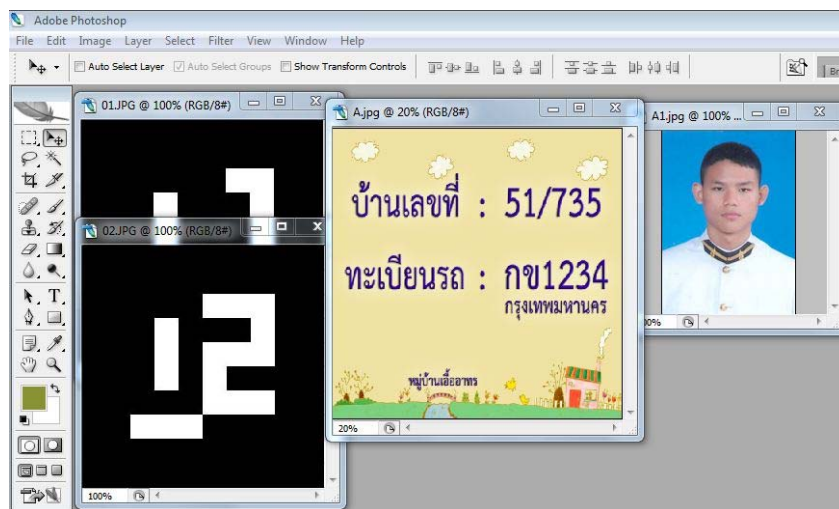 Adobe Photoshop
File Edit Image Layer Select Filter View Window Help
Auto Select Layer Auto Select Groups Show Transform Controls
01.JPG @ 100% (RGB/8#)
A.jpg @ 20% (RGB/8#)
A1.jpg @ 100% ...
บ้านเลขที่ : 51/735
02.JPG @ 100% (RGB/8#)
ทะเบียนรถ : กข1234
กรุงเทพมหานคร
หมู่บ้านเอื้ออาทร
20%
100%